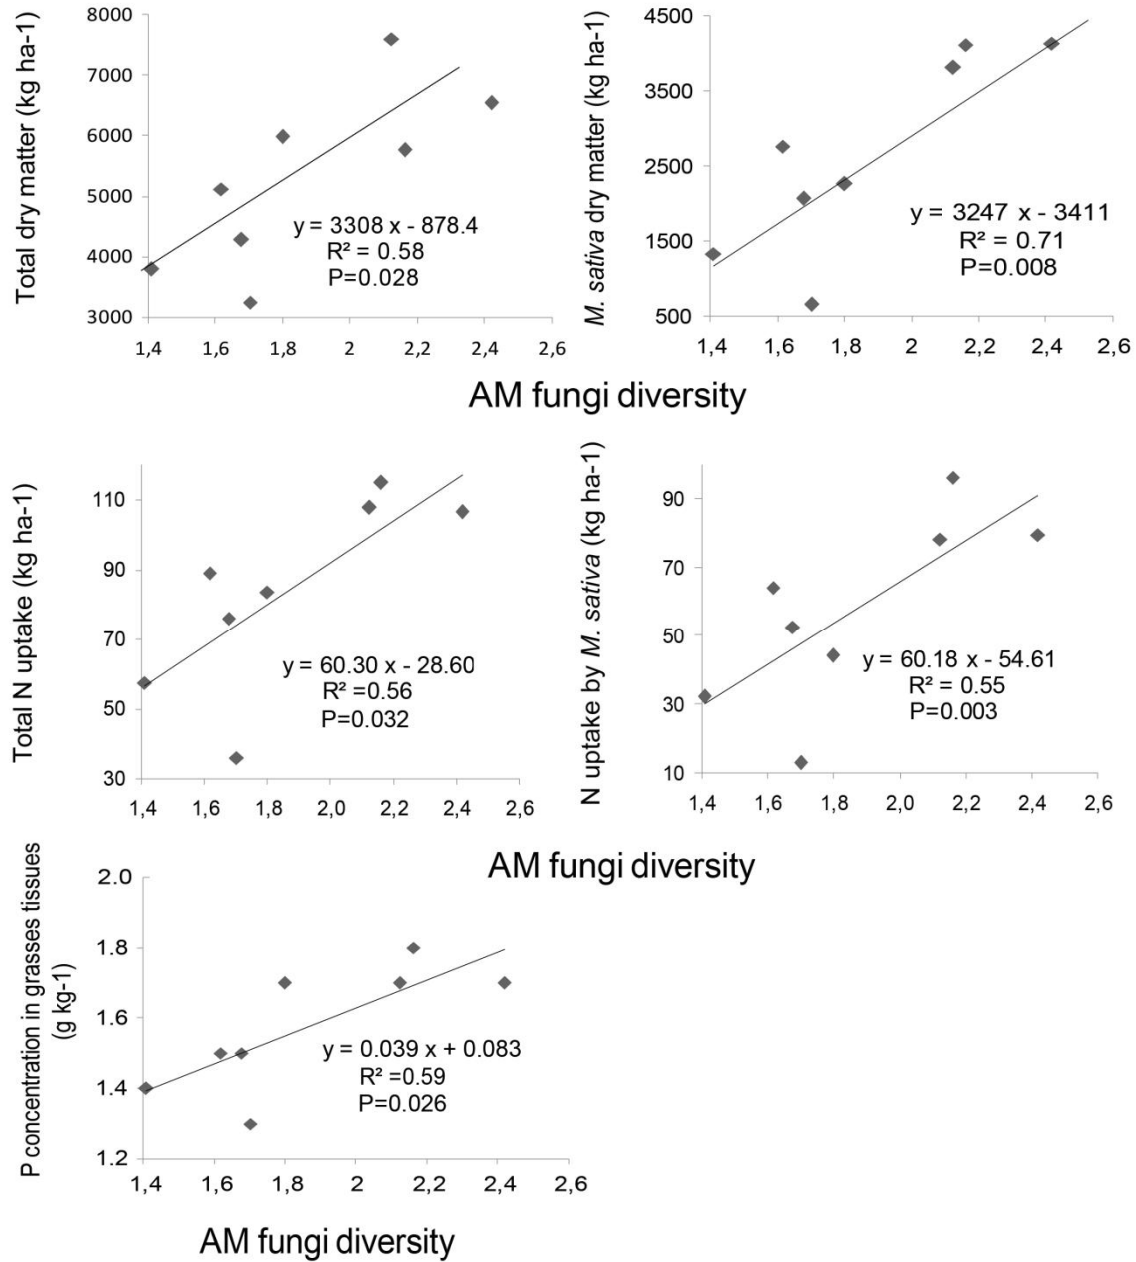 Total dry matter (kg ha-1)
8000
7000
6000
5000
4000
3000
y = 3308 x - 878.4
R² = 0.58
P=0.028
1,4 1,6 1,8 2 2,2 2,4 2,6
M. sativa dry matter (kg ha-1)
4500
3500
2500
1500
500
y = 3247 x - 3411
R² = 0.71
P=0.008
1,4 1,6 1,8 2 2,2 2,4 2,6
AM fungi diversity
Total N uptake (kg ha-1)
110
90
70
50
30
y = 60.30 x - 28.60
R² =0.56
P=0.032
1,4 1,6 1,8 2 2,2 2,4 2,6
N uptake by M. sativa (kg ha-1)
90
70
50
30
10
y = 60.18 x - 54.61
R² = 0.55
P=0.003
1,4 1,6 1,8 2,0 2,2 2,4 2,6
AM fungi diversity
P concentration in grasses tissues
(g kg-1)
2.0
1.8
1.6
1.4
1.2
y = 0.039 x + 0.083
R² =0.59
P=0.026
1,4 1,6 1,8 2 2,2 2,4 2,6
AM fungi diversity